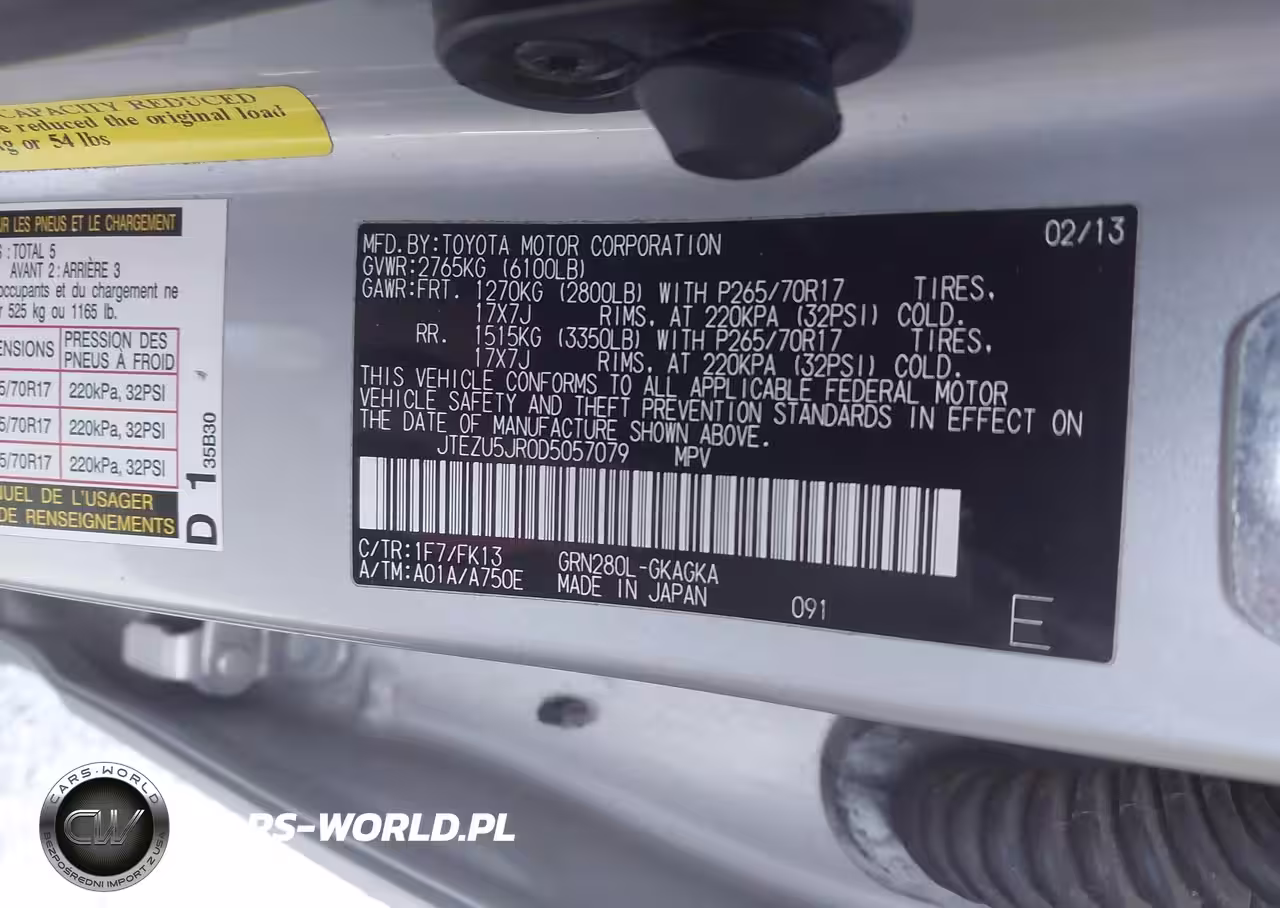 CAPACITY REDUCED
reduced the original load
or 54 lbs
LES PNEUS ET LE CHARGEMENT
: TOTAL 5
AVANT 2 : ARRIÈRE 3
occupants et du chargement ne
525 kg ou 1165 lb.
PRESSION DES
PNEUS À FROID
/70R17 220kPa, 32PSI
/70R17 220kPa, 32PSI
/70R17 220kPa, 32PSI
DE L'USAGER
DE RENSEIGNEMENTS
D 1 35B30
02/13
MFD. BY: TOYOTA MOTOR CORPORATION
GVWR: 2765KG (6100LB)
GAWR: FRT. 1270KG (2800LB) WITH P265/70R17 TIRES,
17X7J RIMS, AT 220KPA (32PSI) COLD.
RR. 1515KG (3350LB) WITH P265/70R17 TIRES,
17X7J RIMS, AT 220KPA (32PSI) COLD.
THIS VEHICLE CONFORMS TO ALL APPLICABLE FEDERAL MOTOR
VEHICLE SAFETY AND THEFT PREVENTION STANDARDS IN EFFECT ON
THE DATE OF MANUFACTURE SHOWN ABOVE.
JTEZU5JR0D5057079 MPV
C/TR: 1F7/FK13 GRN280L-GKAGKA
A/TM: A01A/A750E MADE IN JAPAN
091
E
CARS·WORLD
CW
BEZPOŚREDNI IMPORT Z USA
RS-WORLD.PL